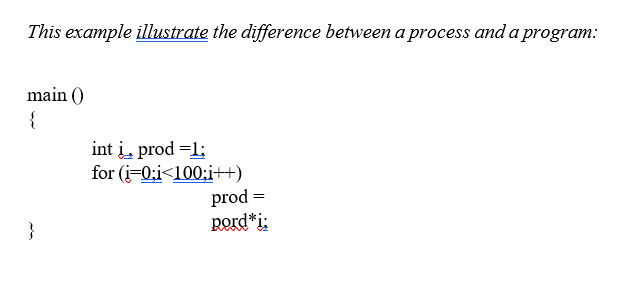 This example illustrate the difference between a process and a program:
main ()
{
int i, prod =1;
for (i=0;i<100;i++)
prod =
pord*i;
}